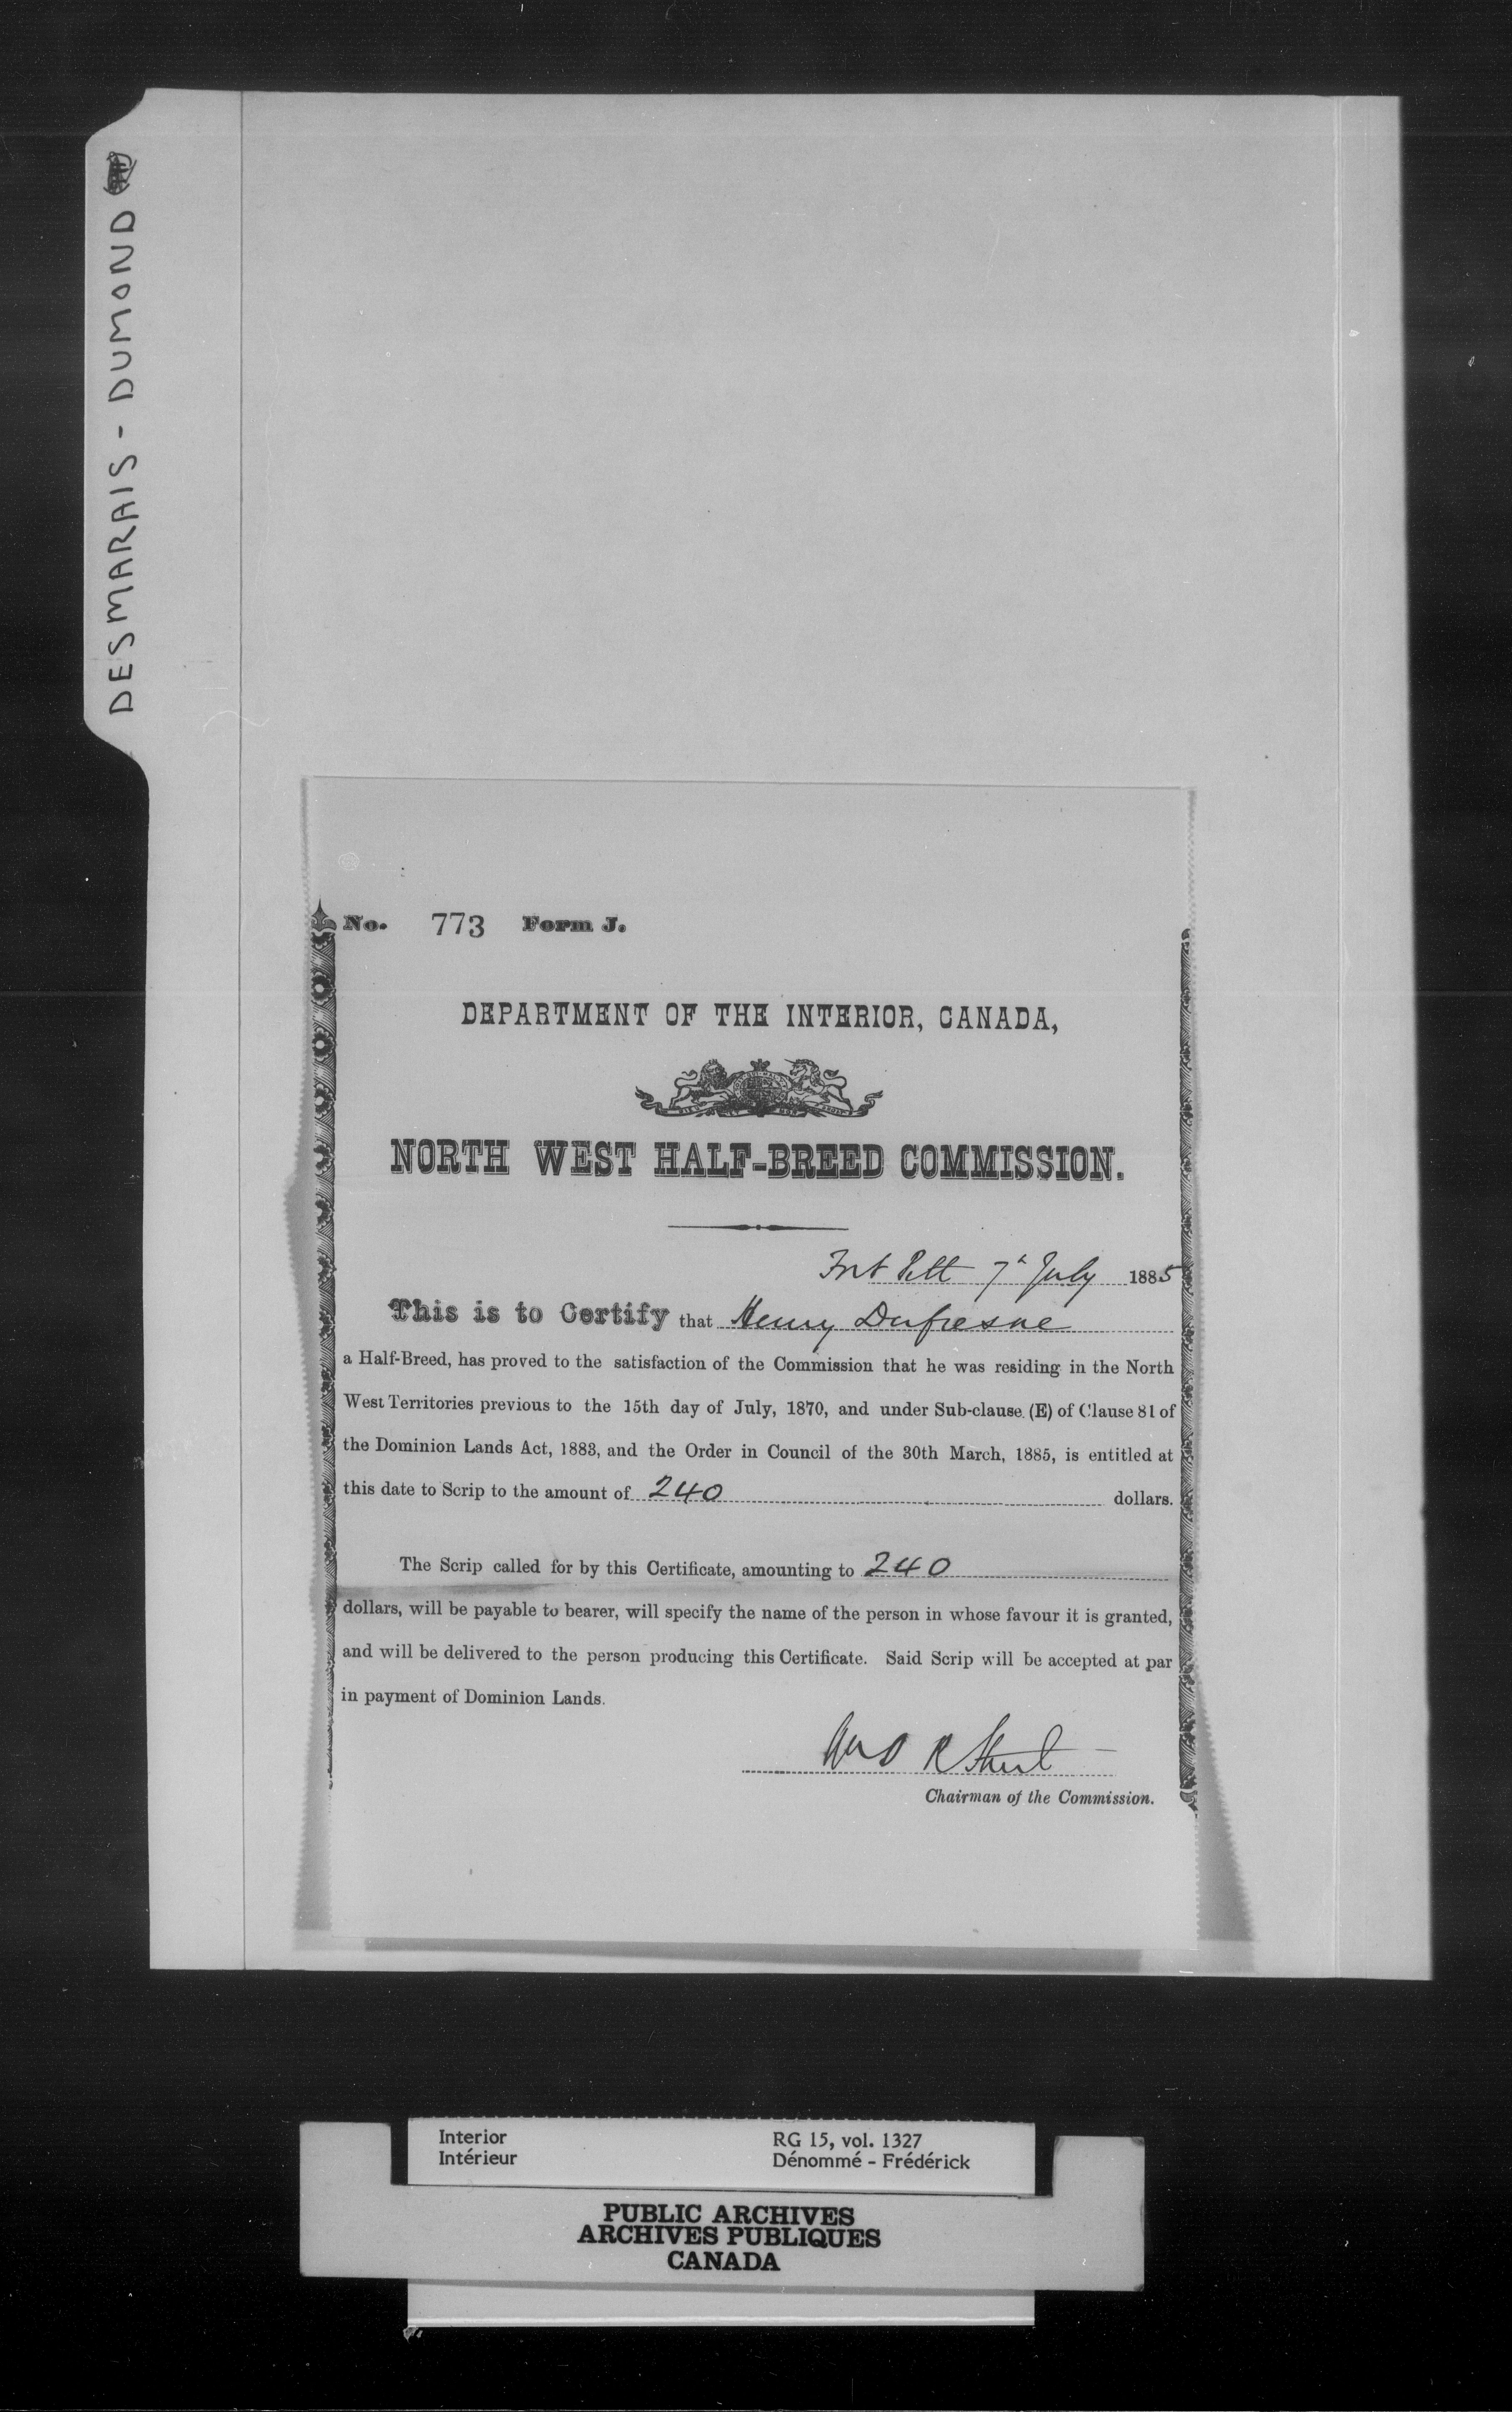 DESMARAIS - DUMOND
No. 773 Form J.
DEPARTMENT OF THE INTERIOR, CANADA,
NORTH WEST HALF-BREED COMMISSION.
Fort Pitt 7th July 1885
This is to Certify that Henry Dufresne
a Half-Breed, has proved to the satisfaction of the Commission that he was residing in the North
West Territories previous to the 15th day of July, 1870, and under Sub-clause (E) of Clause 81 of
the Dominion Lands Act, 1883, and the Order in Council of the 30th March, 1885, is entitled at
this date to Scrip to the amount of 240 dollars.
The Scrip called for by this Certificate, amounting to 240
dollars, will be payable to bearer, will specify the name of the person in whose favour it is granted,
and will be delivered to the person producing this Certificate. Said Scrip will be accepted at par
in payment of Dominion Lands.
Chairman of the Commission.
Interior
Intérieur
RG 15, vol. 1327
Dénommé - Frédérick
PUBLIC ARCHIVES
ARCHIVES PUBLIQUES
CANADA